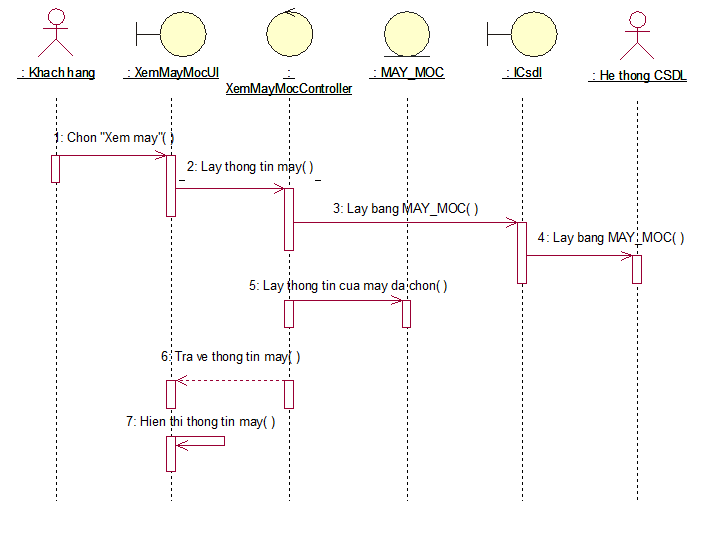 : Khach hang
: XemMayMocUI
:
XemMayMocController
: MAY_MOC
: ICsdl
: He thong CSDL
1: Chon "Xem may"( )
2: Lay thong tin may( )
3: Lay bang MAY_MOC( )
4: Lay bang MAY_MOC( )
5: Lay thong tin cua may da chon( )
6: Tra ve thong tin may( )
7: Hien thi thong tin may( )